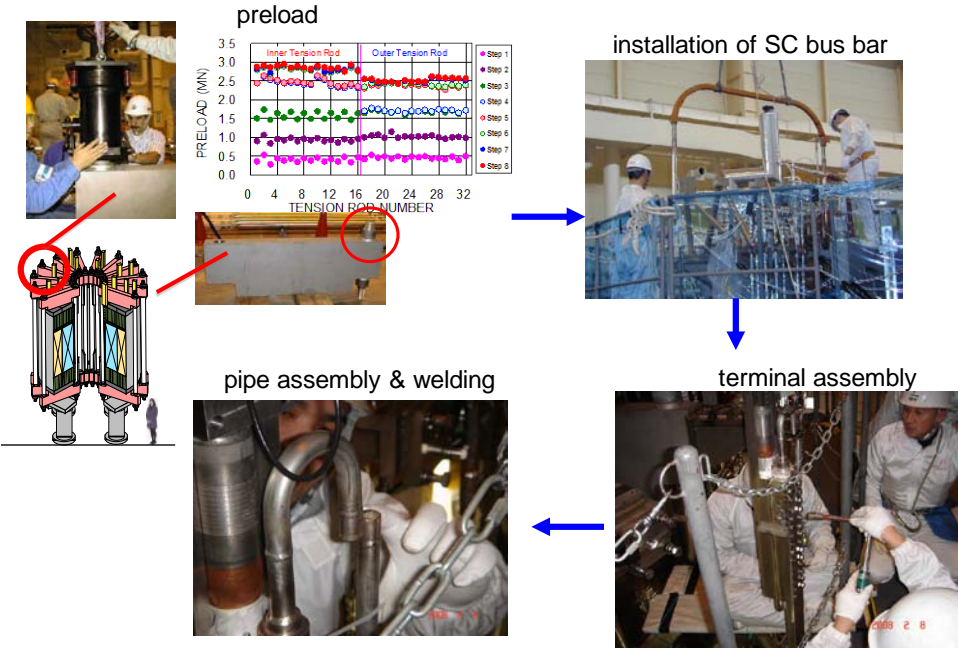 preload
installation of SC bus bar
3.5
3.0
2.5
2.0
1.5
1.0
0.5
0.0
PRELOAD (MN)
Inner Tension Rod
Outer Tension Rod
Step 1
Step 2
Step 3
Step 4
Step 5
Step 6
Step 7
Step 8
0 4 8 12 16 20 24 28 32
TENSION ROD NUMBER
pipe assembly & welding
terminal assembly
2008 2 8